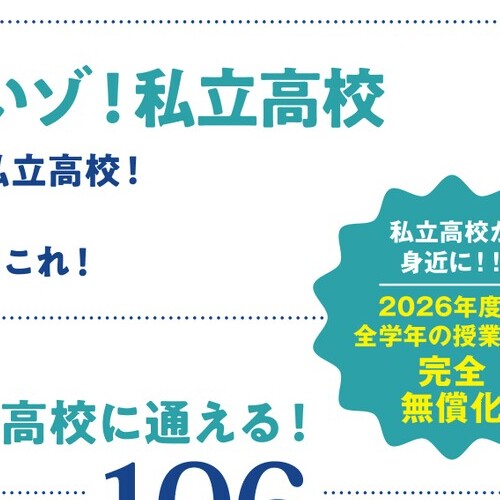 いゾ！私立高校
私立高校！
これ！
私立高校が
身近に！！
2026年度
全学年の授業
完全
無償化
高校に通える！
106